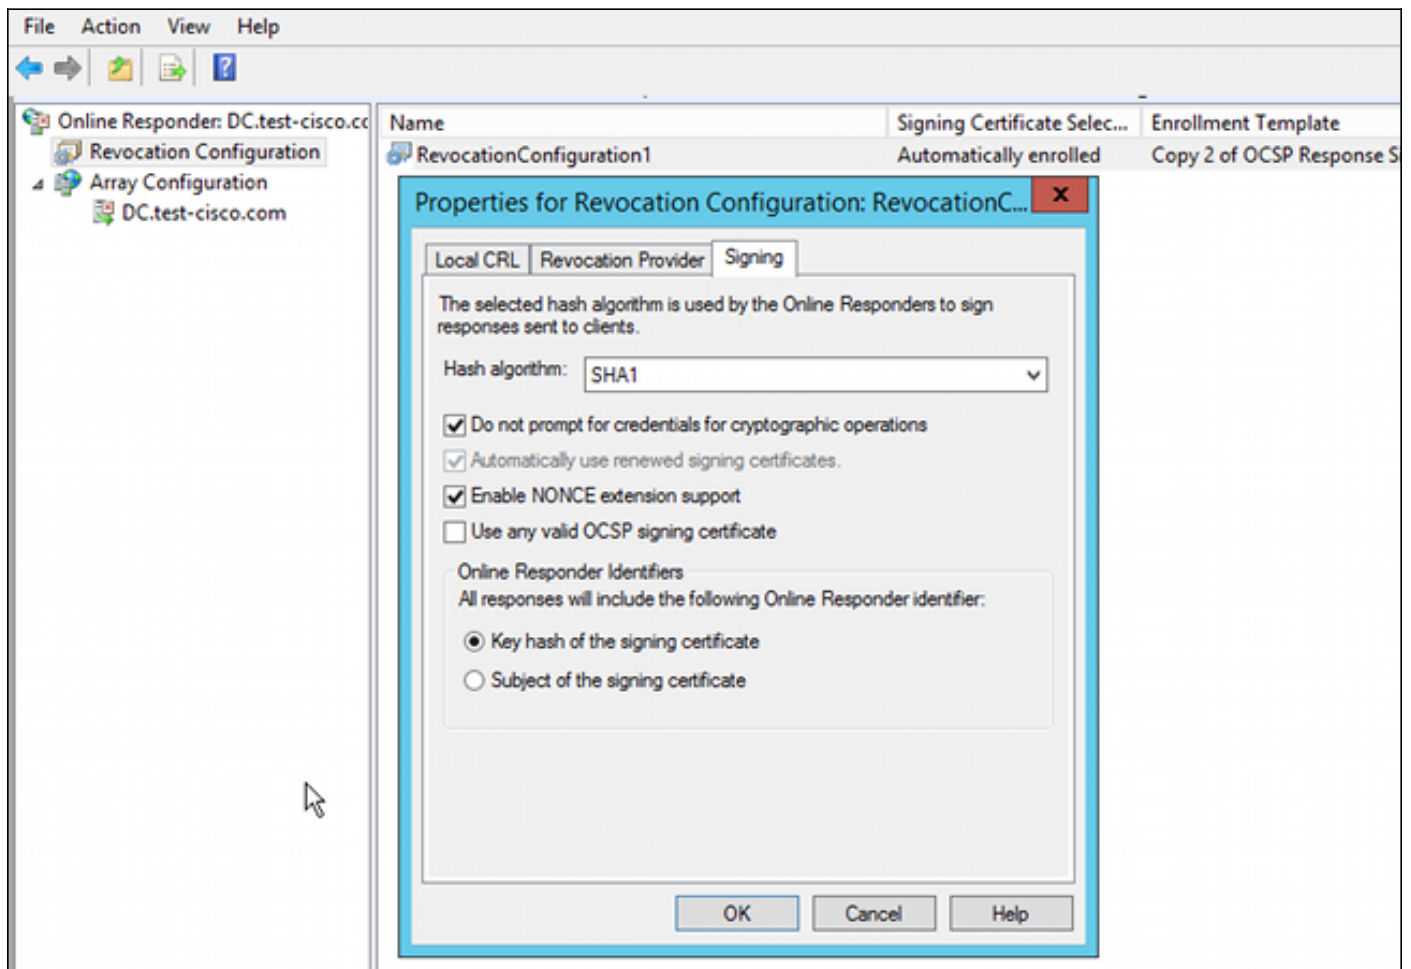 File Action View Help
Online Responder: DC.test-cisco.cc
Revocation Configuration
Array Configuration
DC.test-cisco.com
Name Signing Certificate Selec... Enrollment Template
RevocationConfiguration1 Automatically enrolled Copy 2 of OCSP Response Si
Properties for Revocation Configuration: RevocationC... x
Local CRL Revocation Provider Signing
The selected hash algorithm is used by the Online Responders to sign
responses sent to clients.
Hash algorithm: SHA1
Do not prompt for credentials for cryptographic operations
Automatically use renewed signing certificates.
Enable NONCE extension support
Use any valid OCSP signing certificate
Online Responder Identifiers
All responses will include the following Online Responder identifier:
Key hash of the signing certificate
Subject of the signing certificate
OK Cancel Help